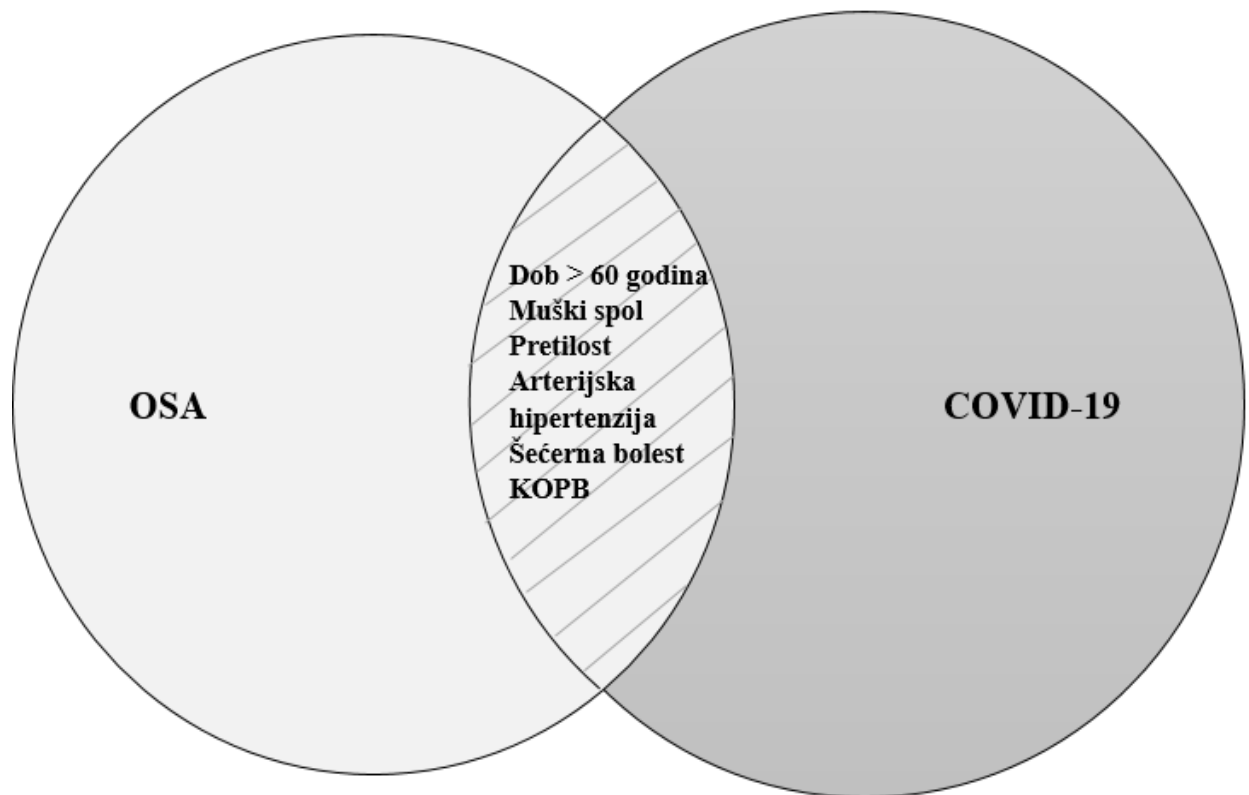 OSA
Dob > 60 godina
Muški spol
Pretilost
Arterijska
hipertenzija
Šećerna bolest
KOPB
COVID-19